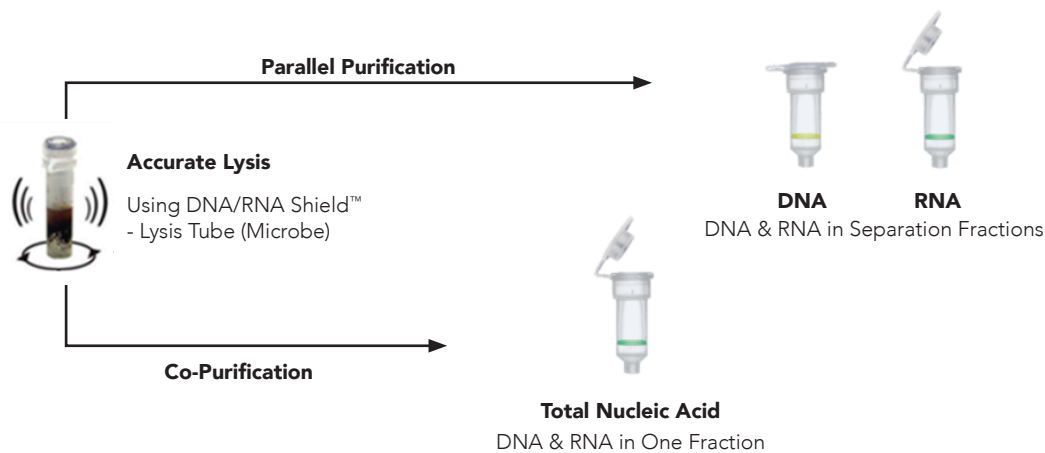 Parallel Purification
Accurate Lysis
Using DNA/RNA Shield™
- Lysis Tube (Microbe)
DNA
RNA
DNA & RNA in Separation Fractions
Co-Purification
Total Nucleic Acid
DNA & RNA in One Fraction